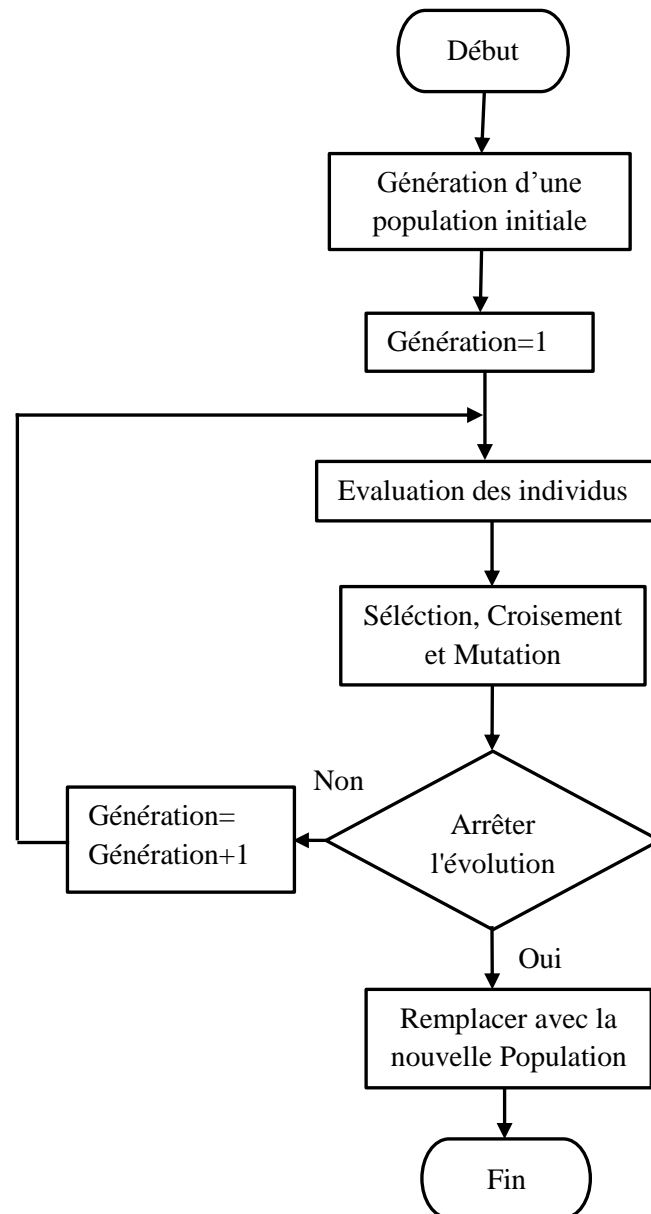 Début
Génération d’une
population initiale
Génération=1
Evaluation des individus
Séléction, Croisement
et Mutation
Non
Génération=
Génération+1
Arrêter
l'évolution
Oui
Remplacer avec la
nouvelle Population
Fin